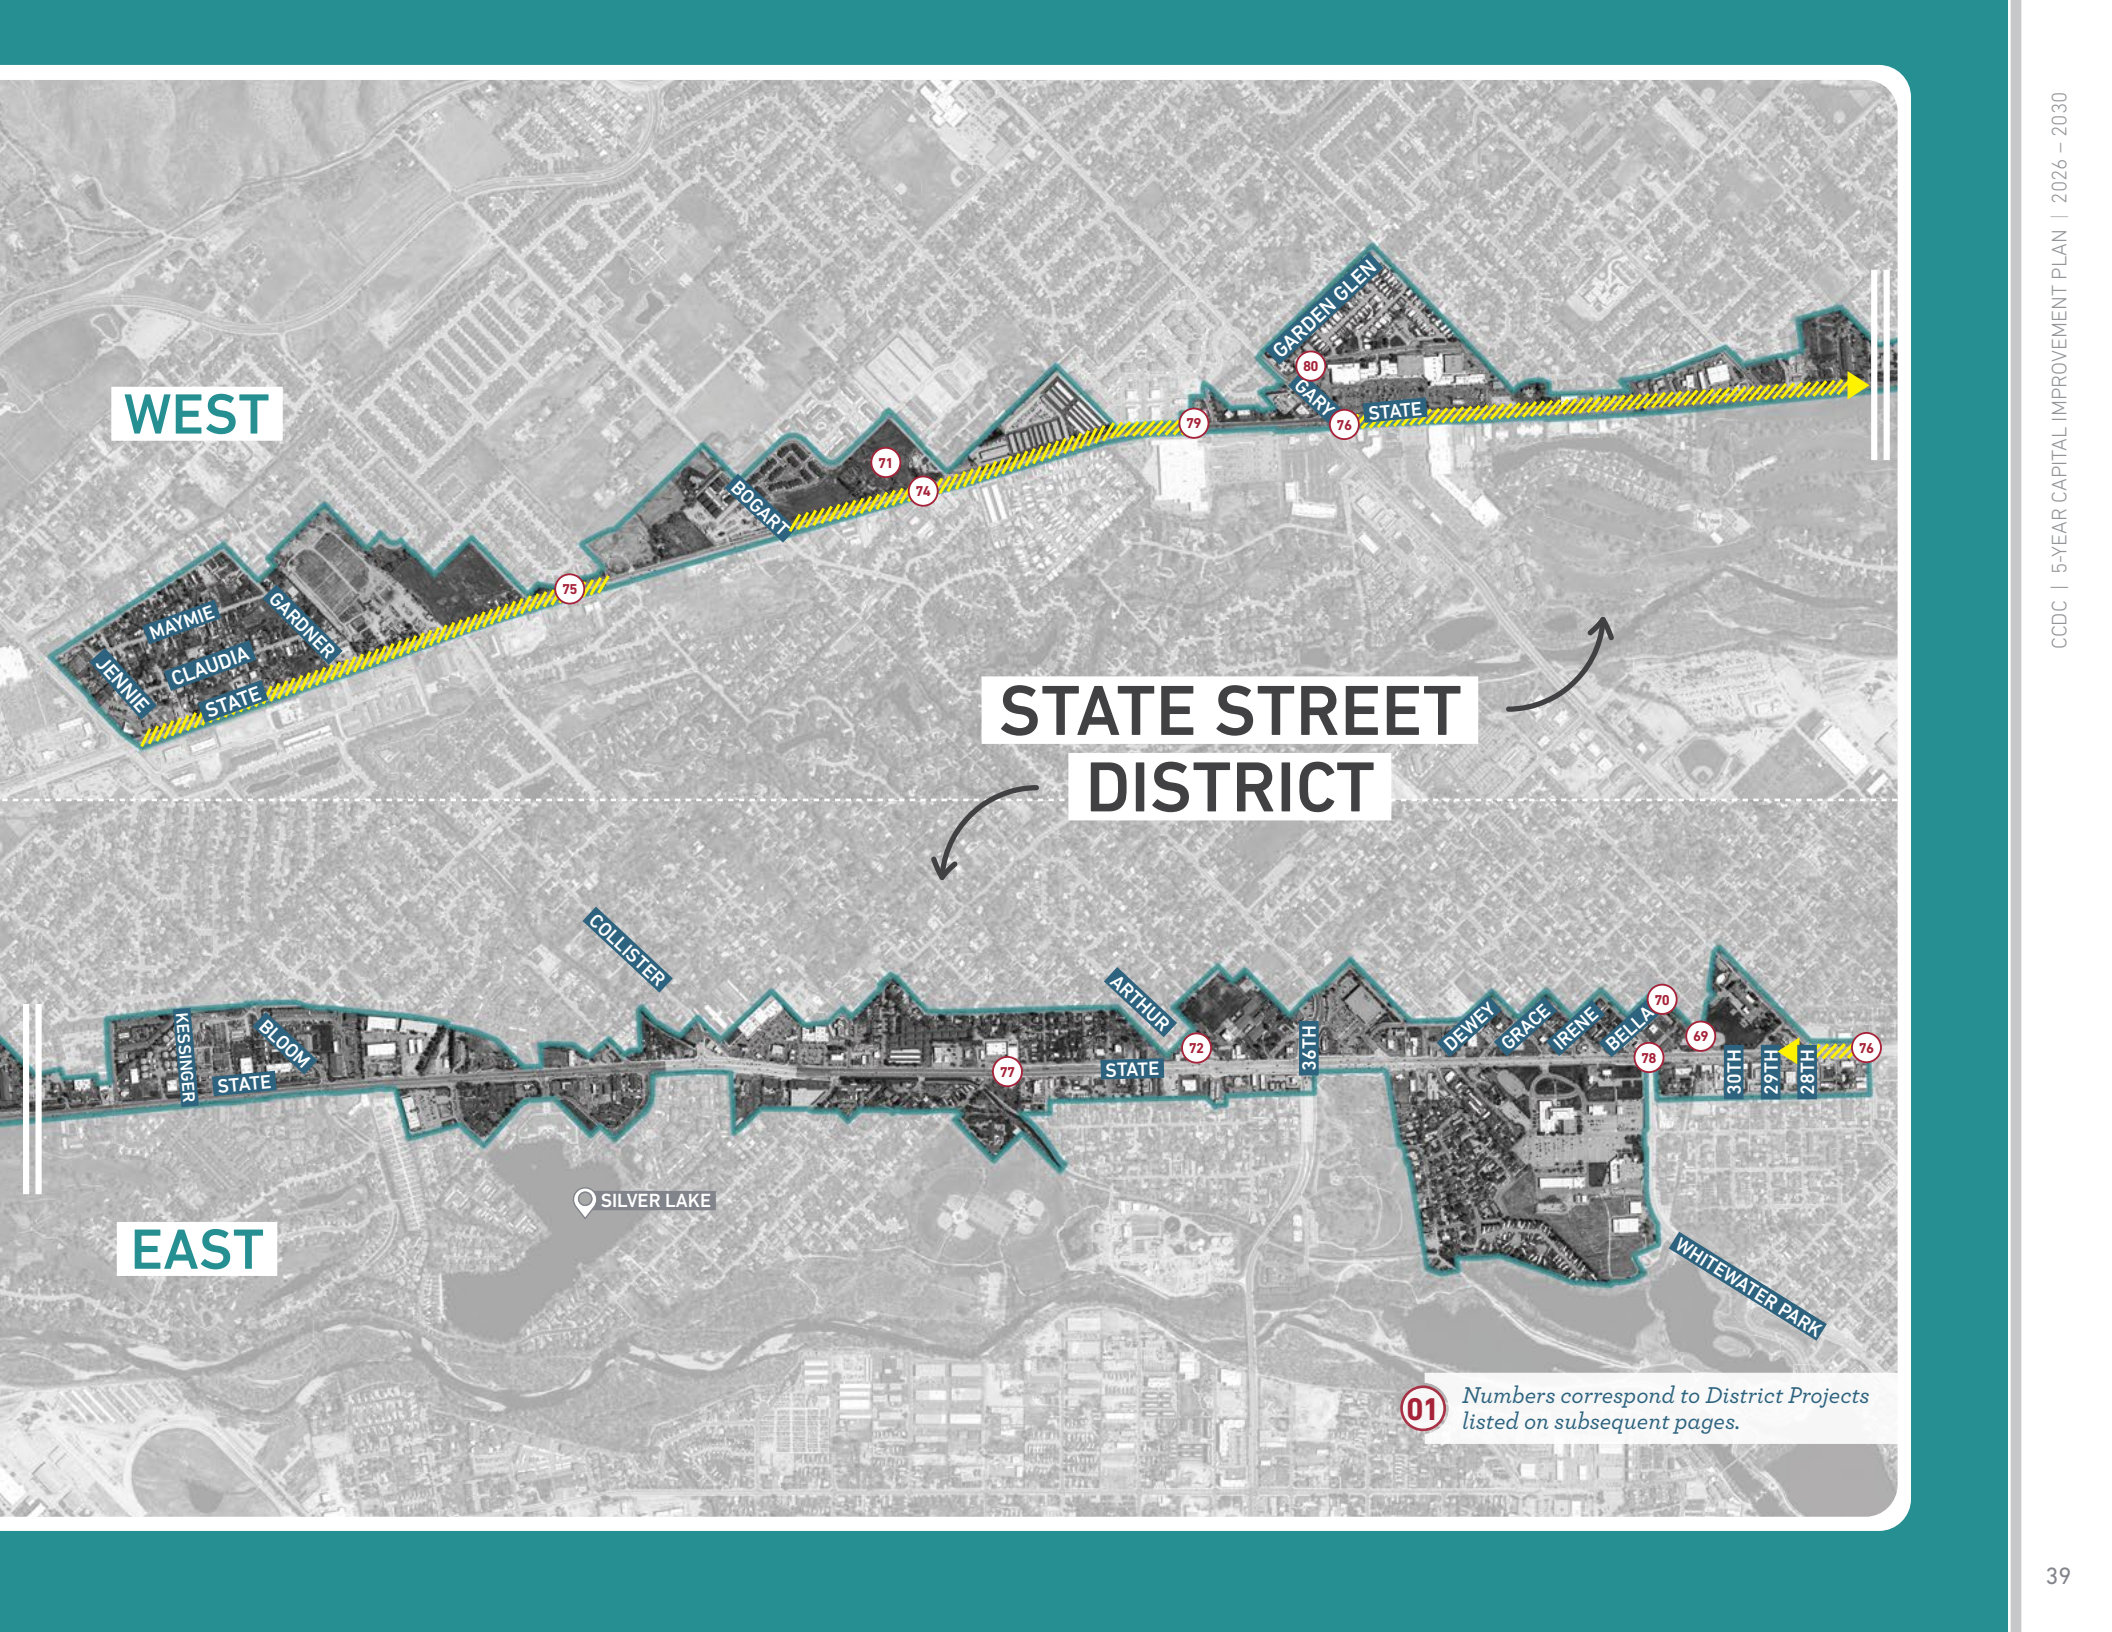 CCDC | 5-YEAR CAPITAL IMPROVEMENT PLAN | 2026 – 2030
WEST
GARDEN GLEN
80
GARY
STATE
79
76
71
74
BOGART
75
MAYMIE
GARDNER
CLAUDIA
JENNIE
STATE
STATE STREET
DISTRICT
COLLISTER
ARTHUR
KESSINGER
BLOOM
STATE
77
STATE
72
36TH
DEWEY
GRACE
IRENE
BELLA
70
69
78
30TH
29TH
28TH
76
SILVER LAKE
EAST
WHITEWATER PARK
01
Numbers correspond to District Projects
listed on subsequent pages.
39